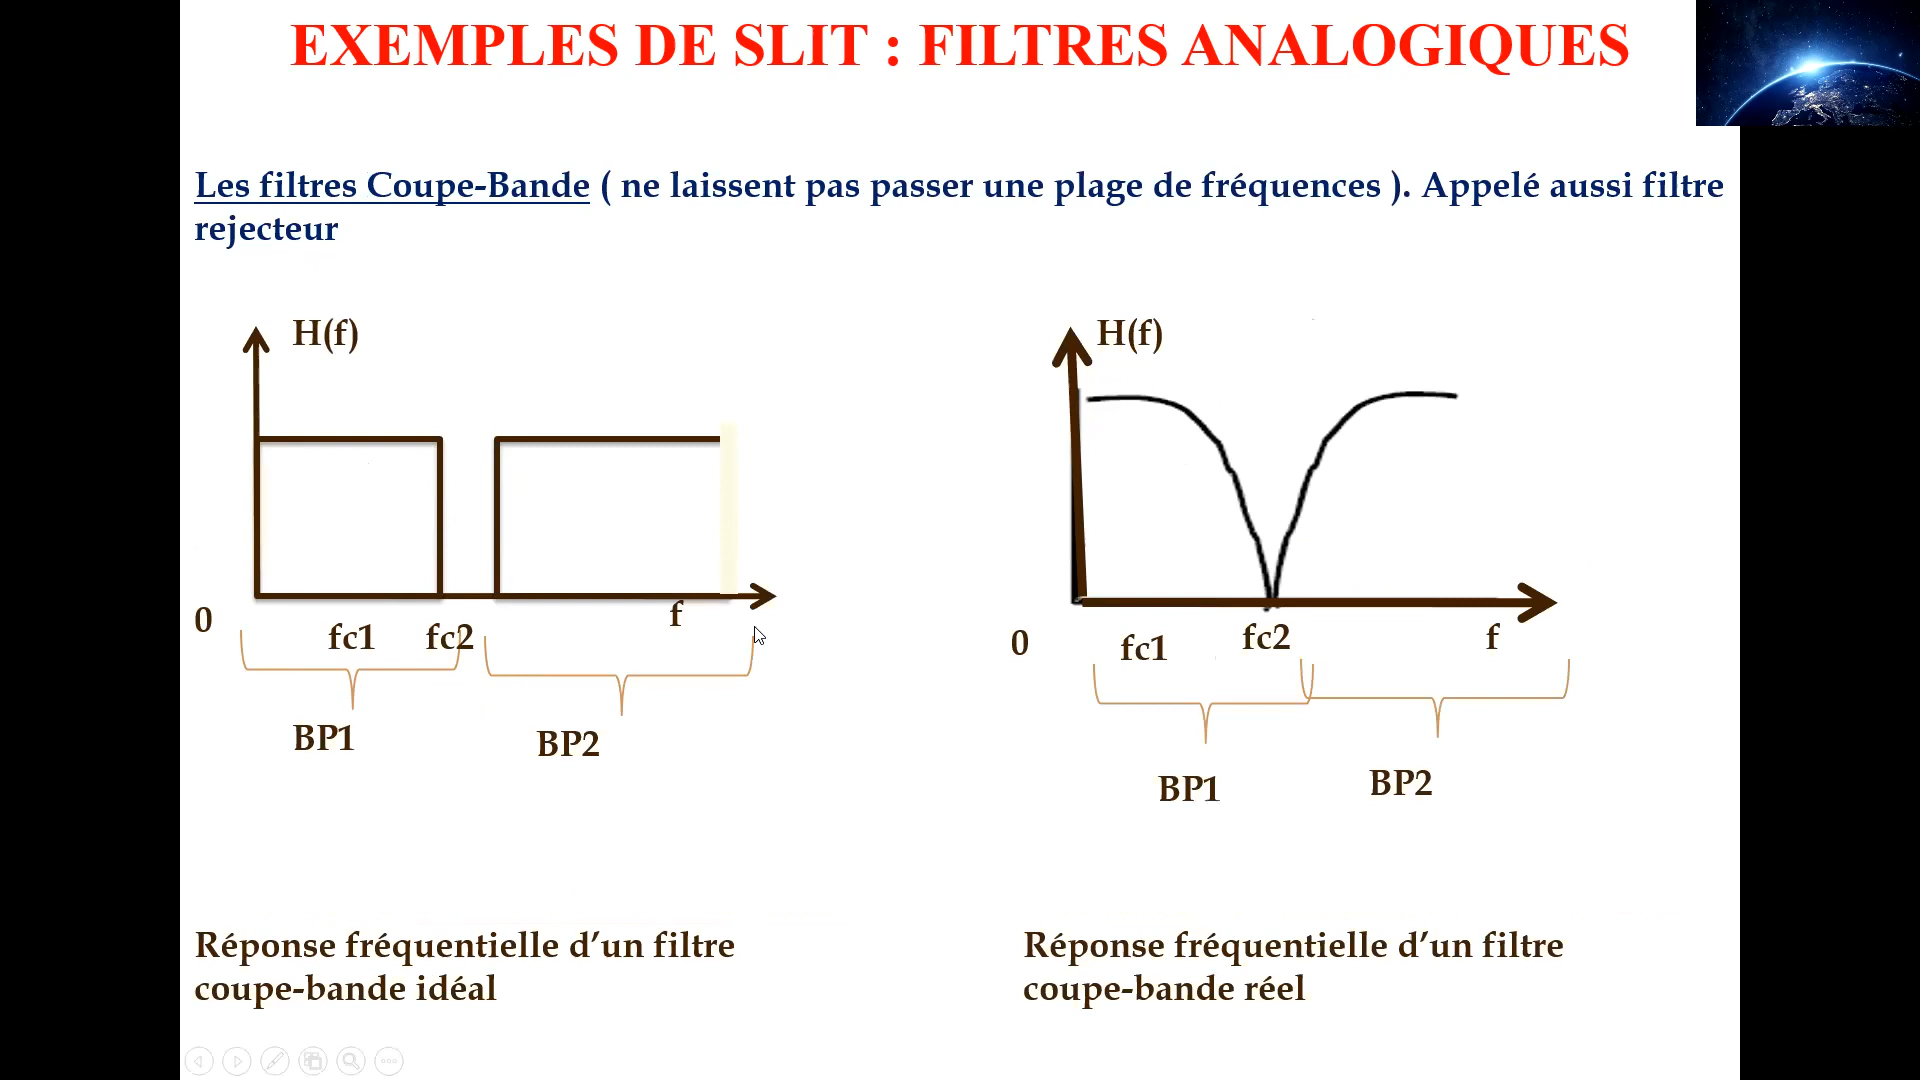 EXEMPLES DE SLIT : FILTRES ANALOGIQUES
Les filtres Coupe-Bande ( ne laissent pas passer une plage de fréquences ). Appelé aussi filtre
rejecteur
H(f)
0
fc1
fc2
f
BP1
BP2
Réponse fréquentielle d’un filtre
coupe-bande idéal
H(f)
0
fc1
fc2
f
BP1
BP2
Réponse fréquentielle d’un filtre
coupe-bande réel